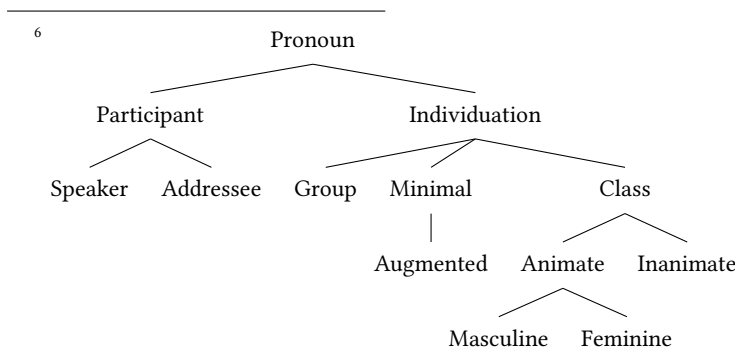 6
Pronoun
Participant Individuation
Speaker Addressee Group Minimal Class
Augmented Animate Inanimate
Masculine Feminine